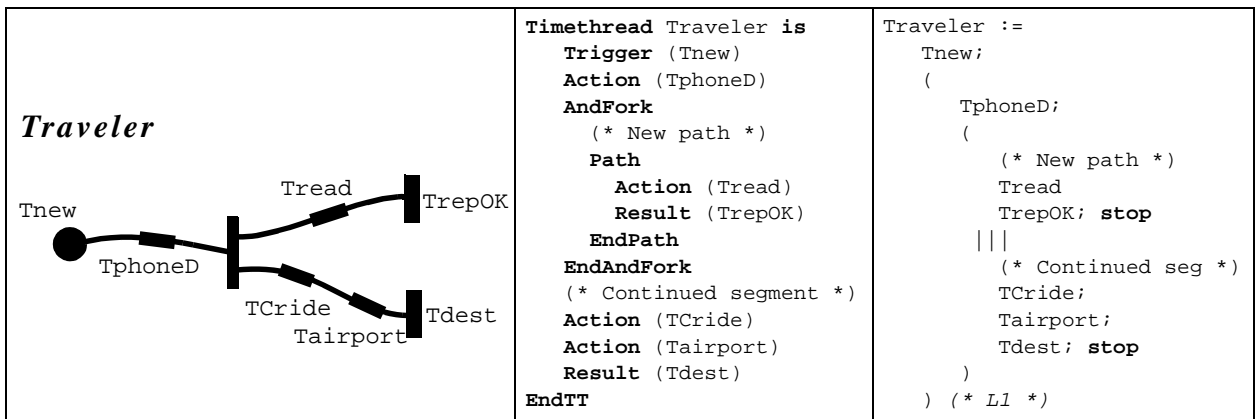 Traveler
Tnew
TphoneD
Tread
TrepOK
TCride
Tairport
Tdest
Timethread Traveler is
Trigger (Tnew)
Action (TphoneD)
AndFork
(* New path *)
Path
Action (Tread)
Result (TrepOK)
EndPath
EndAndFork
(* Continued segment *)
Action (TCride)
Action (Tairport)
Result (Tdest)
EndTT
Traveler :=
Tnew;
(
TphoneD;
(
(* New path *)
Tread
TrepOK; stop
|||
(* Continued seg *)
TCride;
Tairport;
Tdest; stop
)
) (* L1 *)